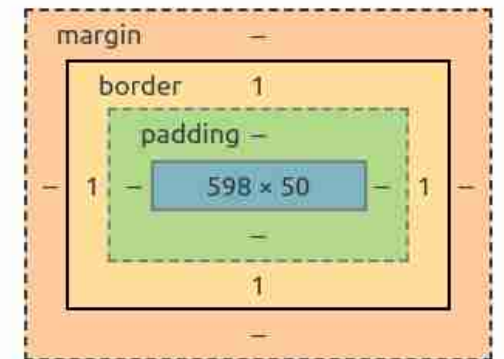 margin –
border 1
padding –
– 1 – 598 × 50 – 1 –
–
1
–